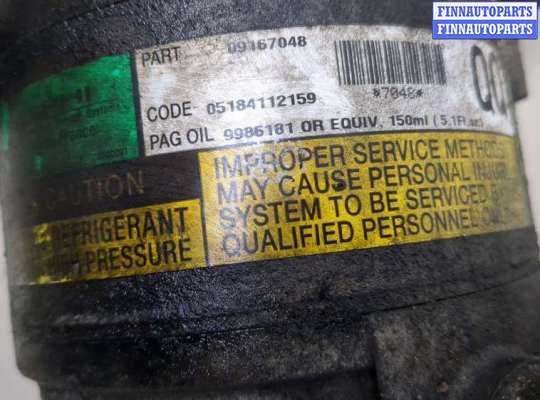 FINNAUTOPARTS
FINNAUTOPARTS
PART 09167048
*7048*
CODE 05184112159
PAG OIL 9986181 OR EQUIV, 150ml ( 5.1Fl
CAUTION
REFRIGERANT
HIGH PRESSURE
IMPROPER SERVICE METHODS
MAY CAUSE PERSONAL INJURY
SYSTEM TO BE SERVICED BY
QUALIFIED PERSONNEL ONLY